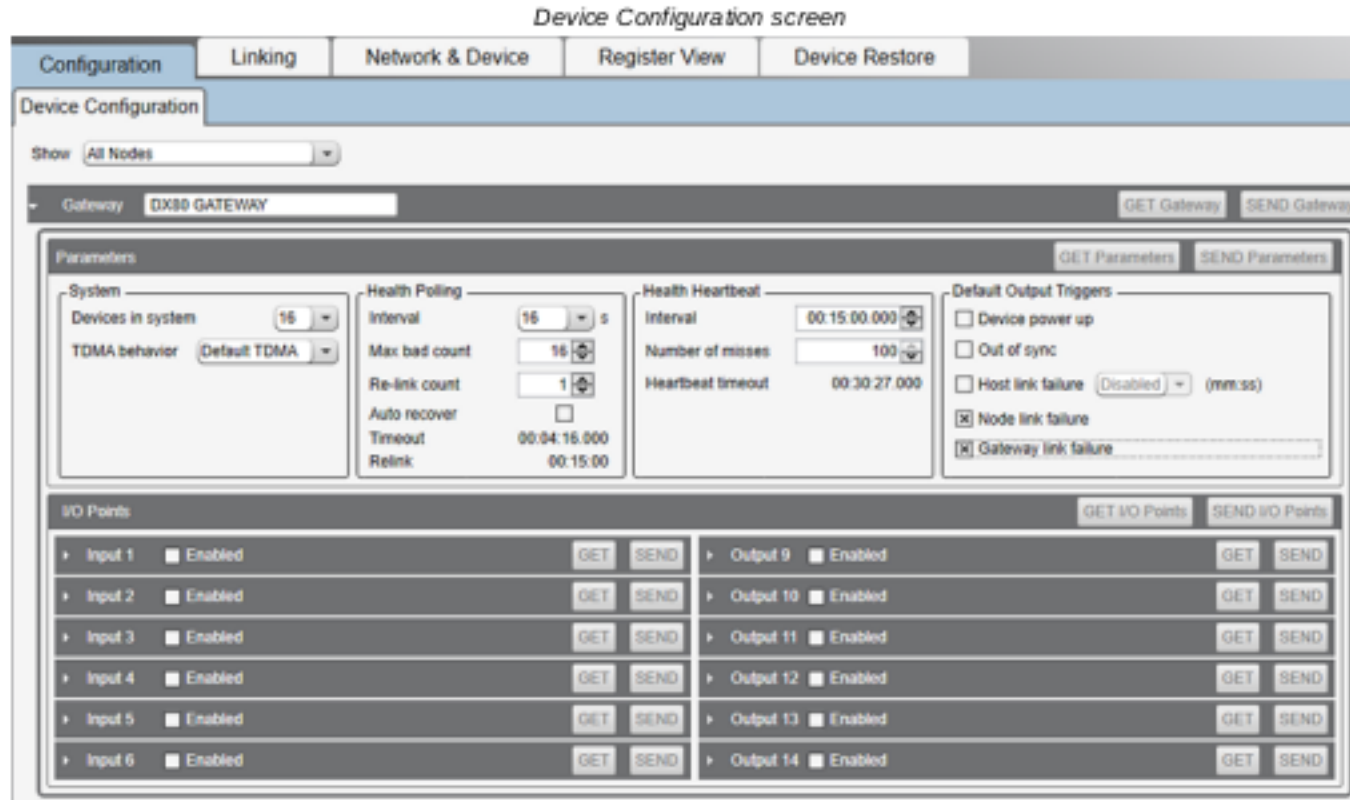 Device Configuration screen
Configuration Linking Network & Device Register View Device Restore
Device Configuration
Show All Nodes
Gateway DX80 GATEWAY GET Gateway SEND Gateway
Parameters GET Parameters SEND Parameters
System Health Polling Health Heartbeat Default Output Triggers
Devices in system 16 Interval 16 s Interval 00:15:00.000 Device power up
TDMA behavior Default TDMA Max bad count 16 Number of misses 100 Out of sync
Re-link count 1 Heartbeat timeout 00:30:27.000 Host link failure Disabled (mm:ss)
Auto recover Node link failure
Timeout 00:04:16.000 Gateway link failure
Relink 00:15:00
I/O Points GET I/O Points SEND I/O Points
Input 1 Enabled GET SEND Output 9 Enabled GET SEND
Input 2 Enabled GET SEND Output 10 Enabled GET SEND
Input 3 Enabled GET SEND Output 11 Enabled GET SEND
Input 4 Enabled GET SEND Output 12 Enabled GET SEND
Input 5 Enabled GET SEND Output 13 Enabled GET SEND
Input 6 Enabled GET SEND Output 14 Enabled GET SEND